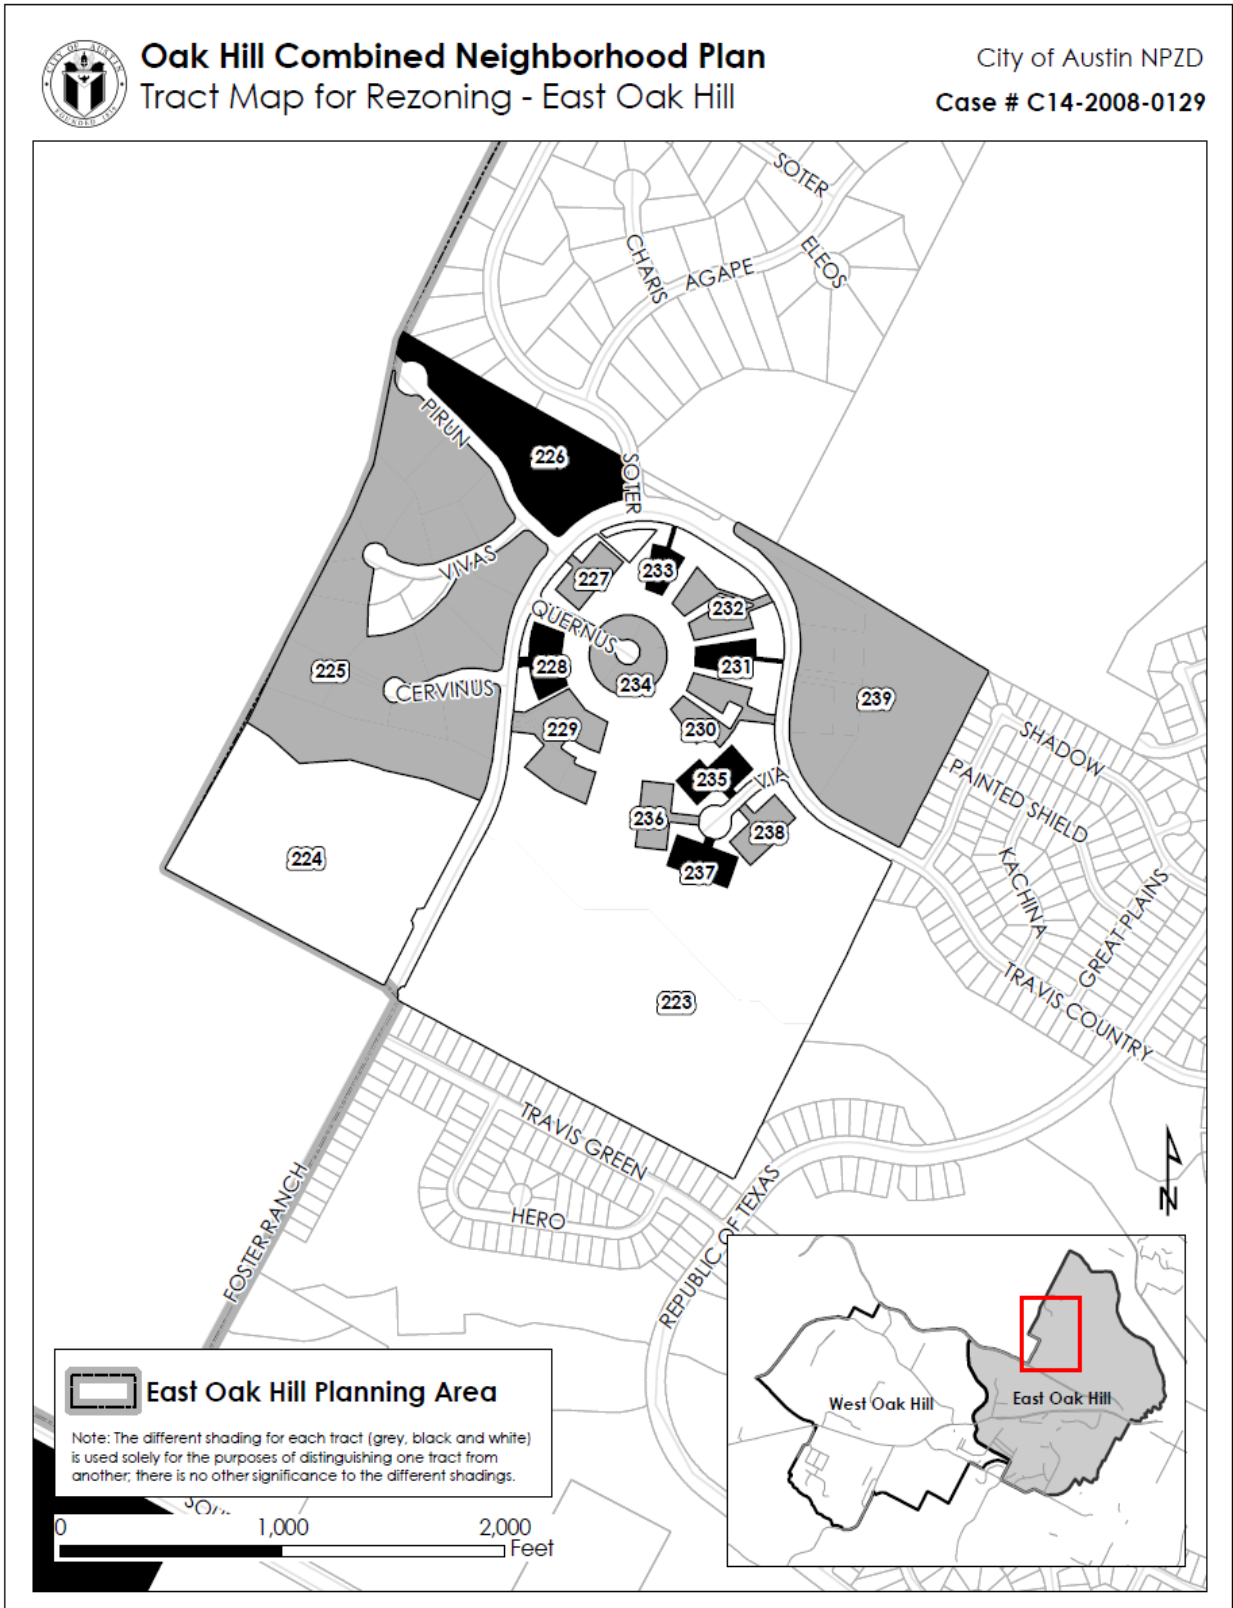 Oak Hill Combined Neighborhood Plan
Tract Map for Rezoning - East Oak Hill
City of Austin NPZD
Case # C14-2008-0129
CITY OF AUSTIN
FOUNDED 1839
SOTER
CHARIS
AGAPE
ELEOS
PIRUN
226
SOTER
VIVAS
227
233
232
QUERNUS
228
231
225
CERVINUS
234
239
229
230
SHADOW
235
VIA
PAINTED SHIELD
236
238
224
237
KACHINA
GREAT PLAINS
223
TRAVIS COUNTRY
TRAVIS GREEN
FOSTER RANCH
HERO
REPUBLIC OF TEXAS
N
East Oak Hill Planning Area
Note: The different shading for each tract (grey, black and white)
is used solely for the purposes of distinguishing one tract from
another; there is no other significance to the different shadings.
West Oak Hill
East Oak Hill
0 1,000 2,000
Feet